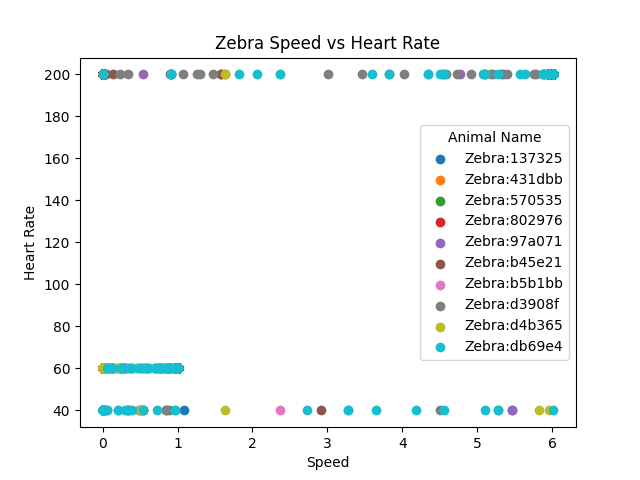 Zebra Speed vs Heart Rate
200
180
160
140
120
100
80
60
40
Heart Rate
Animal Name
Zebra:137325
Zebra:431dbb
Zebra:570535
Zebra:802976
Zebra:97a071
Zebra:b45e21
Zebra:b5b1bb
Zebra:d3908f
Zebra:d4b365
Zebra:db69e4
0 1 2 3 4 5 6
Speed